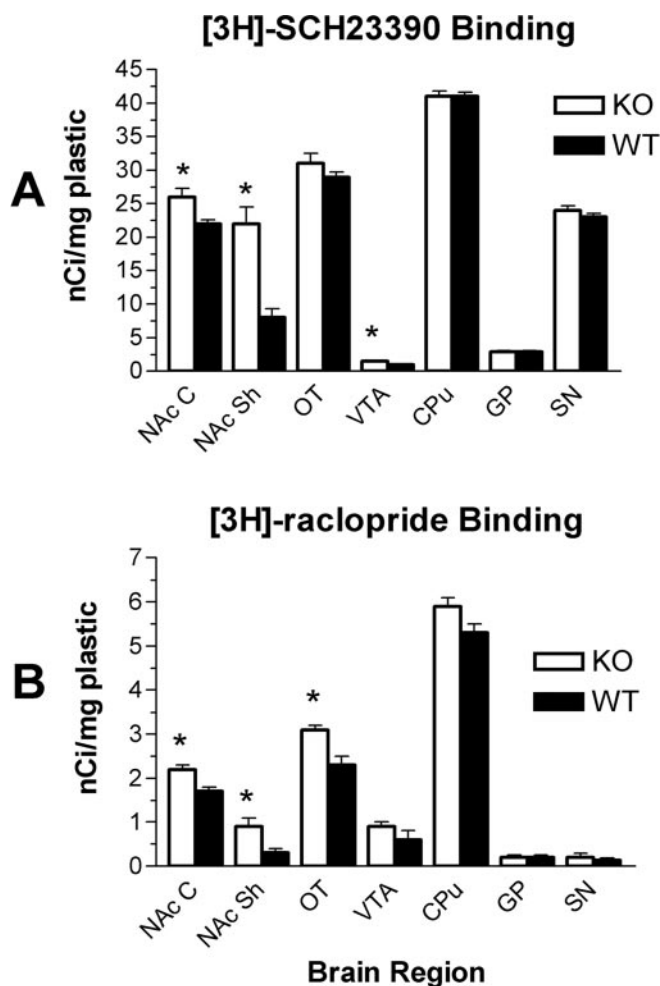 [3H]-SCH23390 Binding
A
nCi/mg plastic
45
40
35
30
25
20
15
10
5
0
* * *
KO
WT
NAc C NAc Sh OT VTA CPu GP SN
[3H]-raclopride Binding
B
nCi/mg plastic
7
6
5
4
3
2
1
0
* * *
KO
WT
NAc C NAc Sh OT VTA CPu GP SN
Brain Region